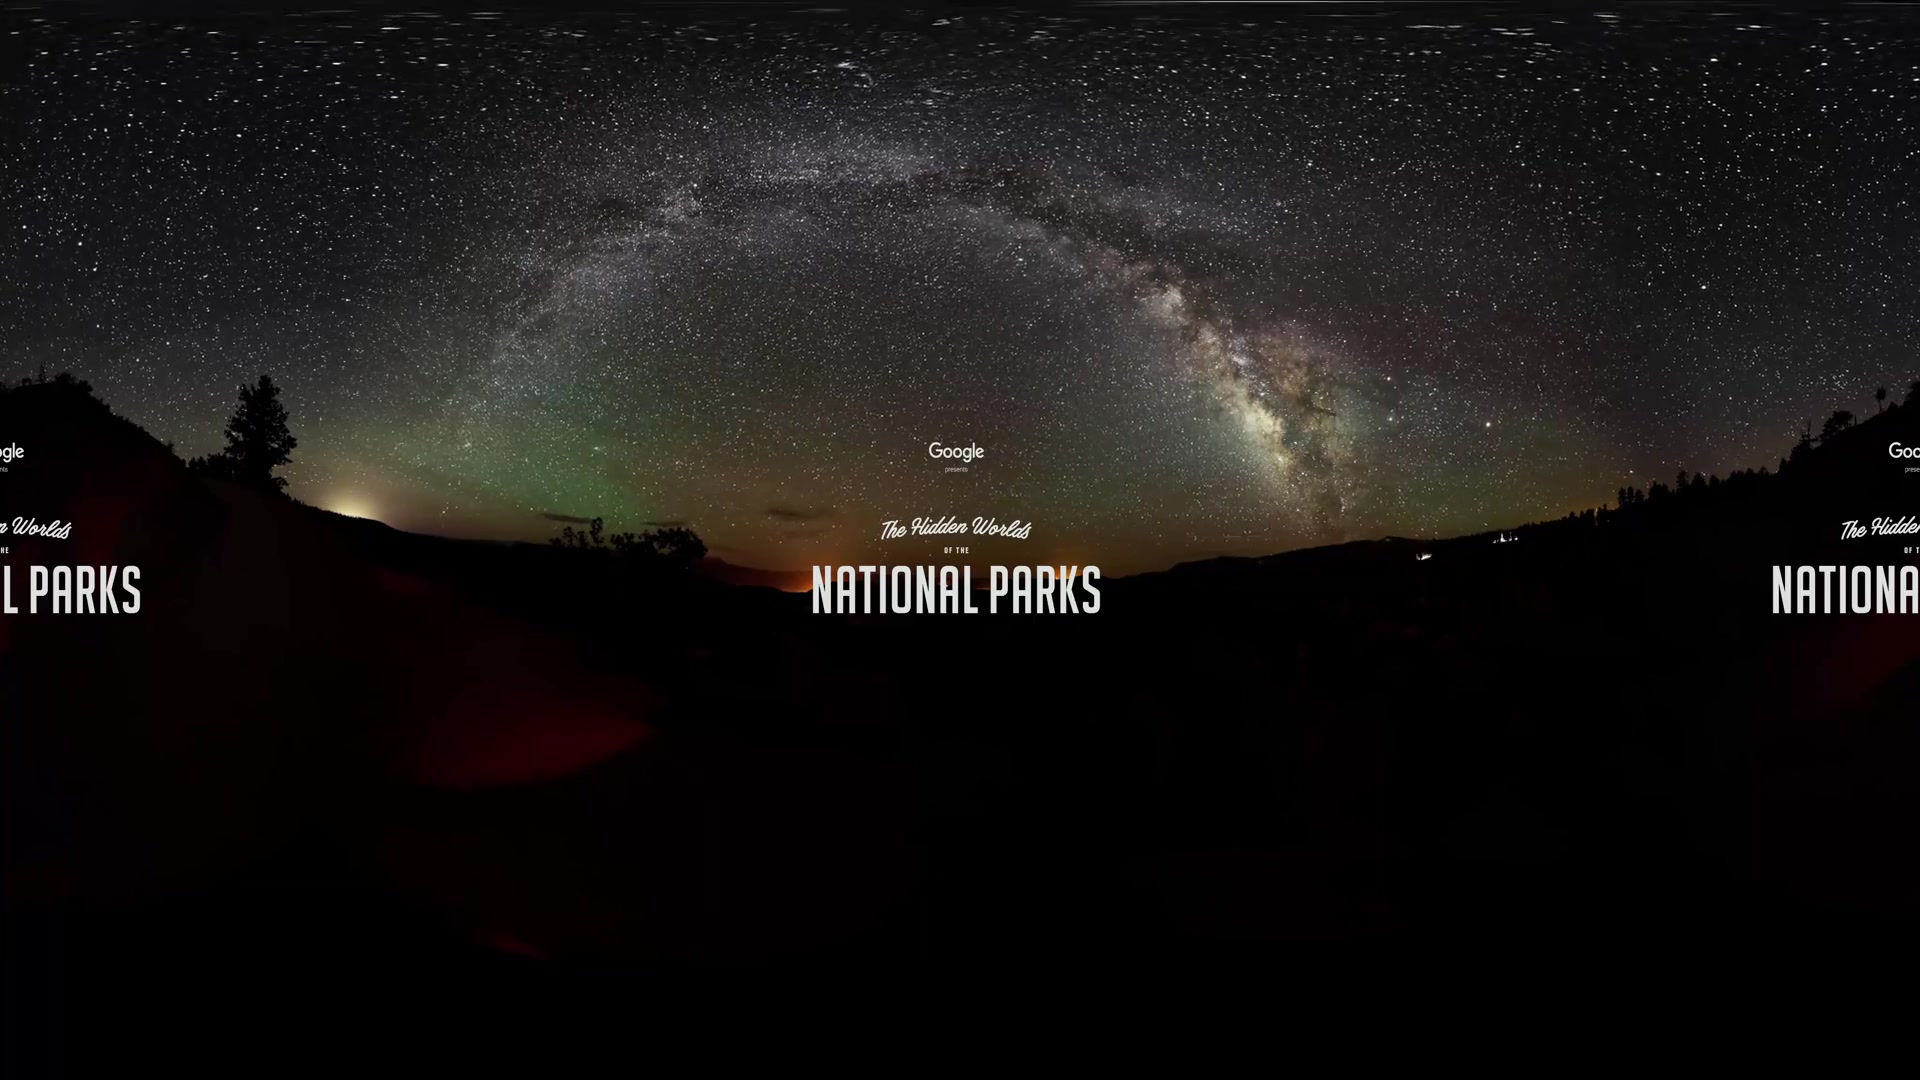 Google
presents
The Hidden Worlds
OF THE
NATIONAL PARKS
ogle
nts
n Worlds
HE
L PARKS
Goo
prese
The Hidden
OF T
NATIONA